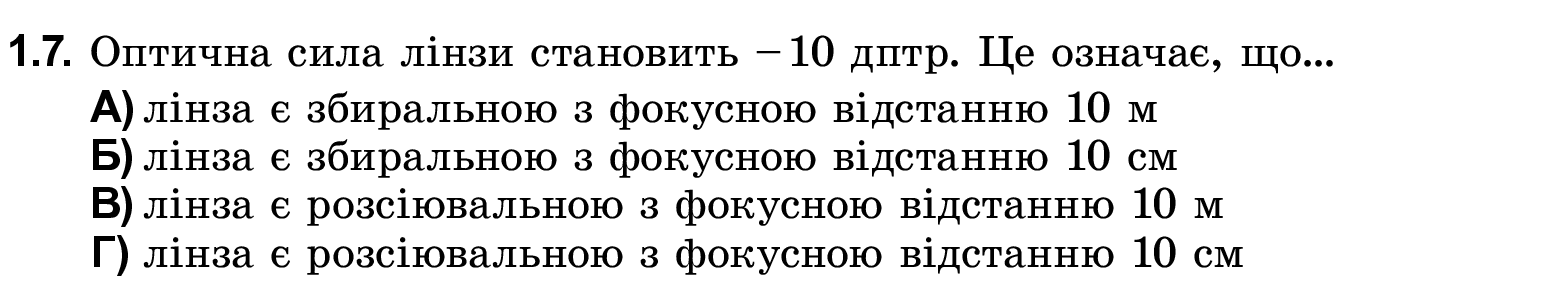 1.7. Оптична сила лінзи становить −10 дптр. Це означає, що...
А) лінза є збиральною з фокусною відстанню 10 м
Б) лінза є збиральною з фокусною відстанню 10 см
В) лінза є розсіювальною з фокусною відстанню 10 м
Г) лінза є розсіювальною з фокусною відстанню 10 см